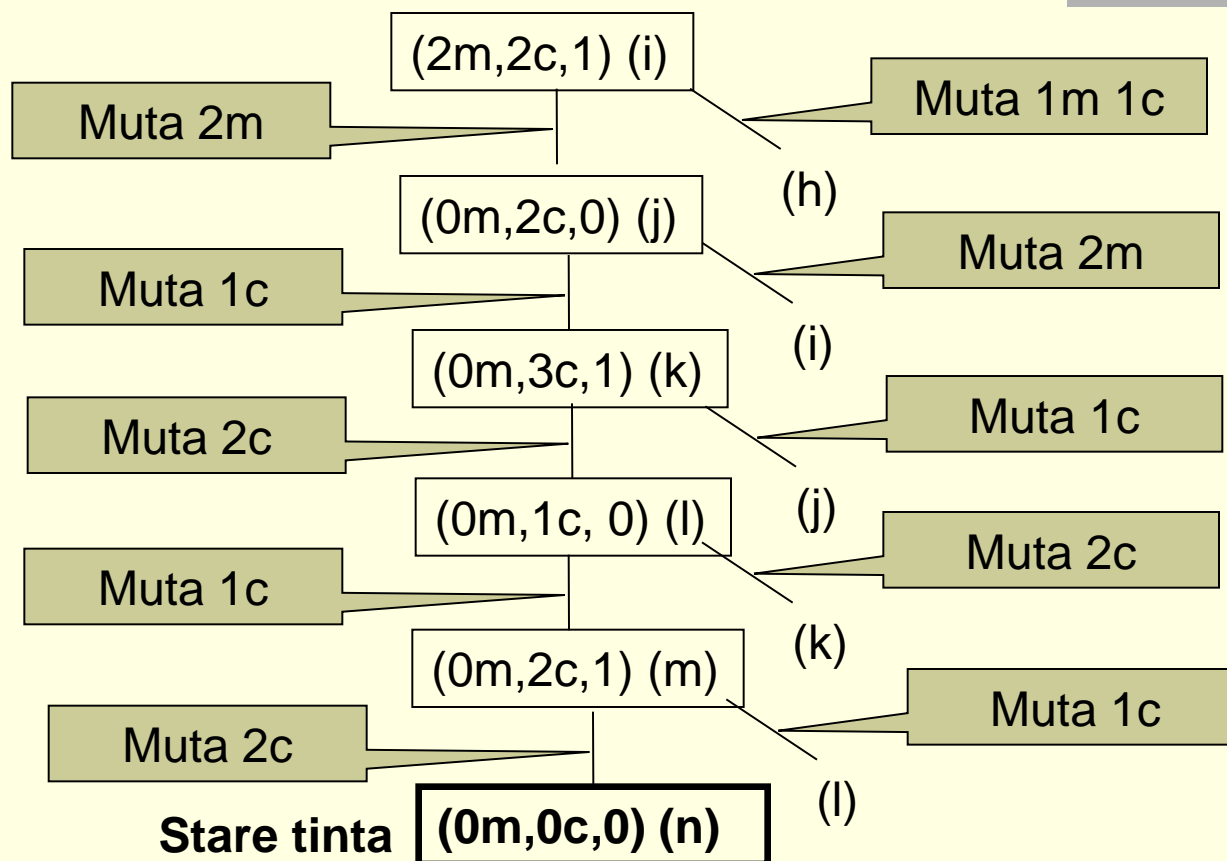 (2m,2c,1) (i)
Muta 2m
Muta 1m 1c
(h)
(0m,2c,0) (j)
Muta 2m
Muta 1c
(i)
(0m,3c,1) (k)
Muta 1c
Muta 2c
(j)
(0m,1c, 0) (l)
Muta 2c
Muta 1c
(k)
(0m,2c,1) (m)
Muta 1c
Muta 2c
(l)
Stare tinta (0m,0c,0) (n)